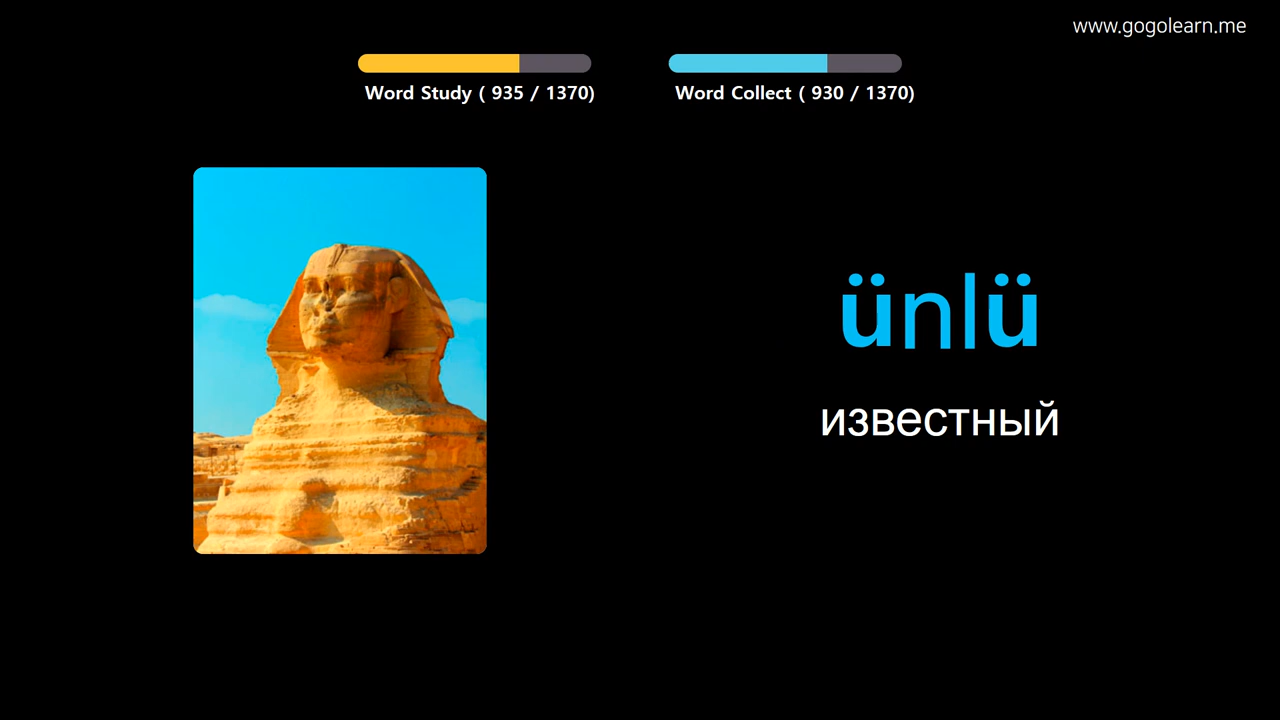 www.gogolearn.me
Word Study ( 935 / 1370)
Word Collect ( 930 / 1370)
ünlü
известный